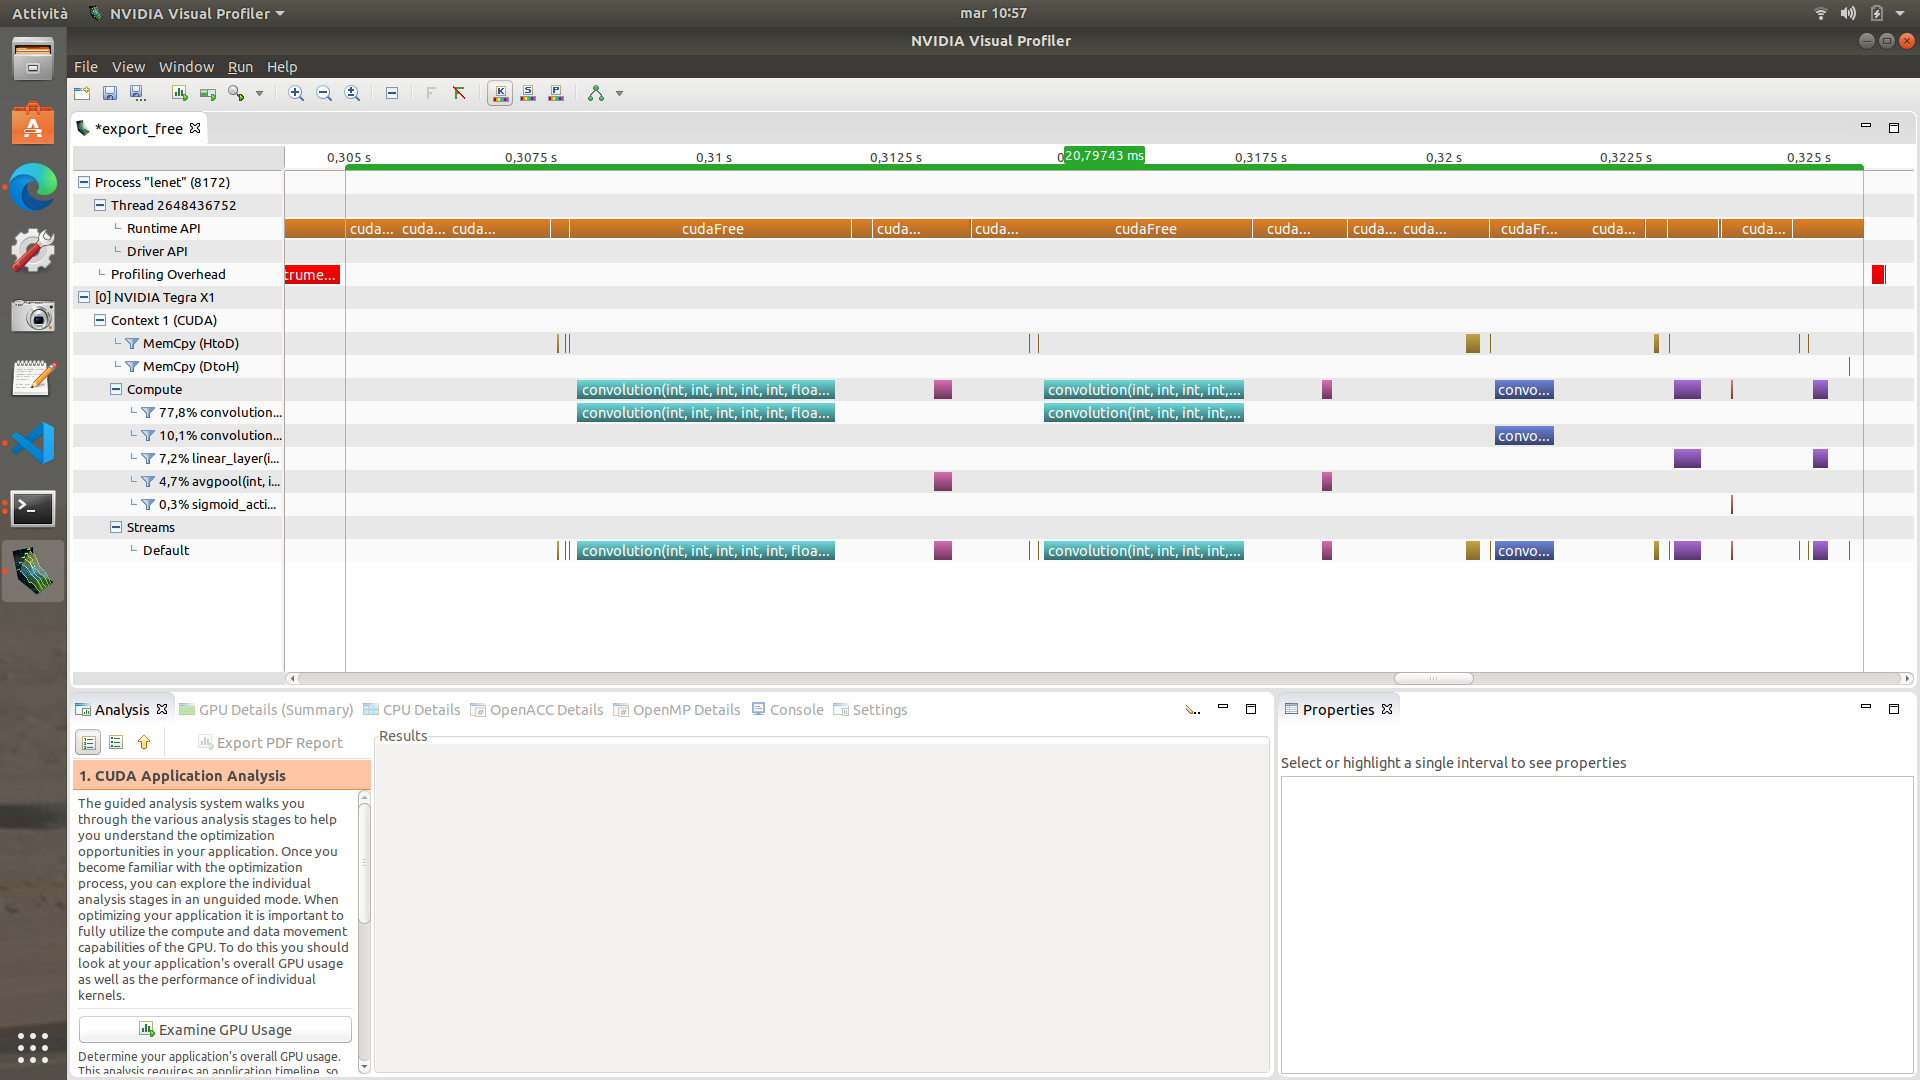 Attività NVIDIA Visual Profiler mar 10:57
NVIDIA Visual Profiler
File View Window Run Help
F K S P
*export_free
0,305 s 0,3075 s 0,31 s 0,3125 s 20,79743 ms 0,3175 s 0,32 s 0,3225 s 0,325 s
Process "lenet" (8172)
Thread 2648436752
Runtime API cuda... cuda... cuda... cudaFree cuda... cuda... cudaFree cuda... cuda... cuda... cudaFr... cuda... cuda...
Driver API
Profiling Overhead trume...
[0] NVIDIA Tegra X1
Context 1 (CUDA)
MemCpy (HtoD)
MemCpy (DtoH)
Compute convolution(int, int, int, int, int, floa... convolution(int, int, int, int,... convo...
77,8% convolution... convolution(int, int, int, int, int, floa... convolution(int, int, int, int,...
10,1% convolution... convo...
7,2% linear_layer(i...
4,7% avgpool(int, i...
0,3% sigmoid_acti...
Streams
Default convolution(int, int, int, int, int, floa... convolution(int, int, int, int,... convo...
Analysis GPU Details (Summary) CPU Details OpenACC Details OpenMP Details Console Settings
Export PDF Report
Results
1. CUDA Application Analysis
The guided analysis system walks you
through the various analysis stages to help
you understand the optimization
opportunities in your application. Once you
become familiar with the optimization
process, you can explore the individual
analysis stages in an unguided mode. When
optimizing your application it is important to
fully utilize the compute and data movement
capabilities of the GPU. To do this you should
look at your application's overall GPU usage
as well as the performance of individual
kernels.
Examine GPU Usage
Determine your application's overall GPU usage.
This analysis requires an application timeline, so
Properties
Select or highlight a single interval to see properties